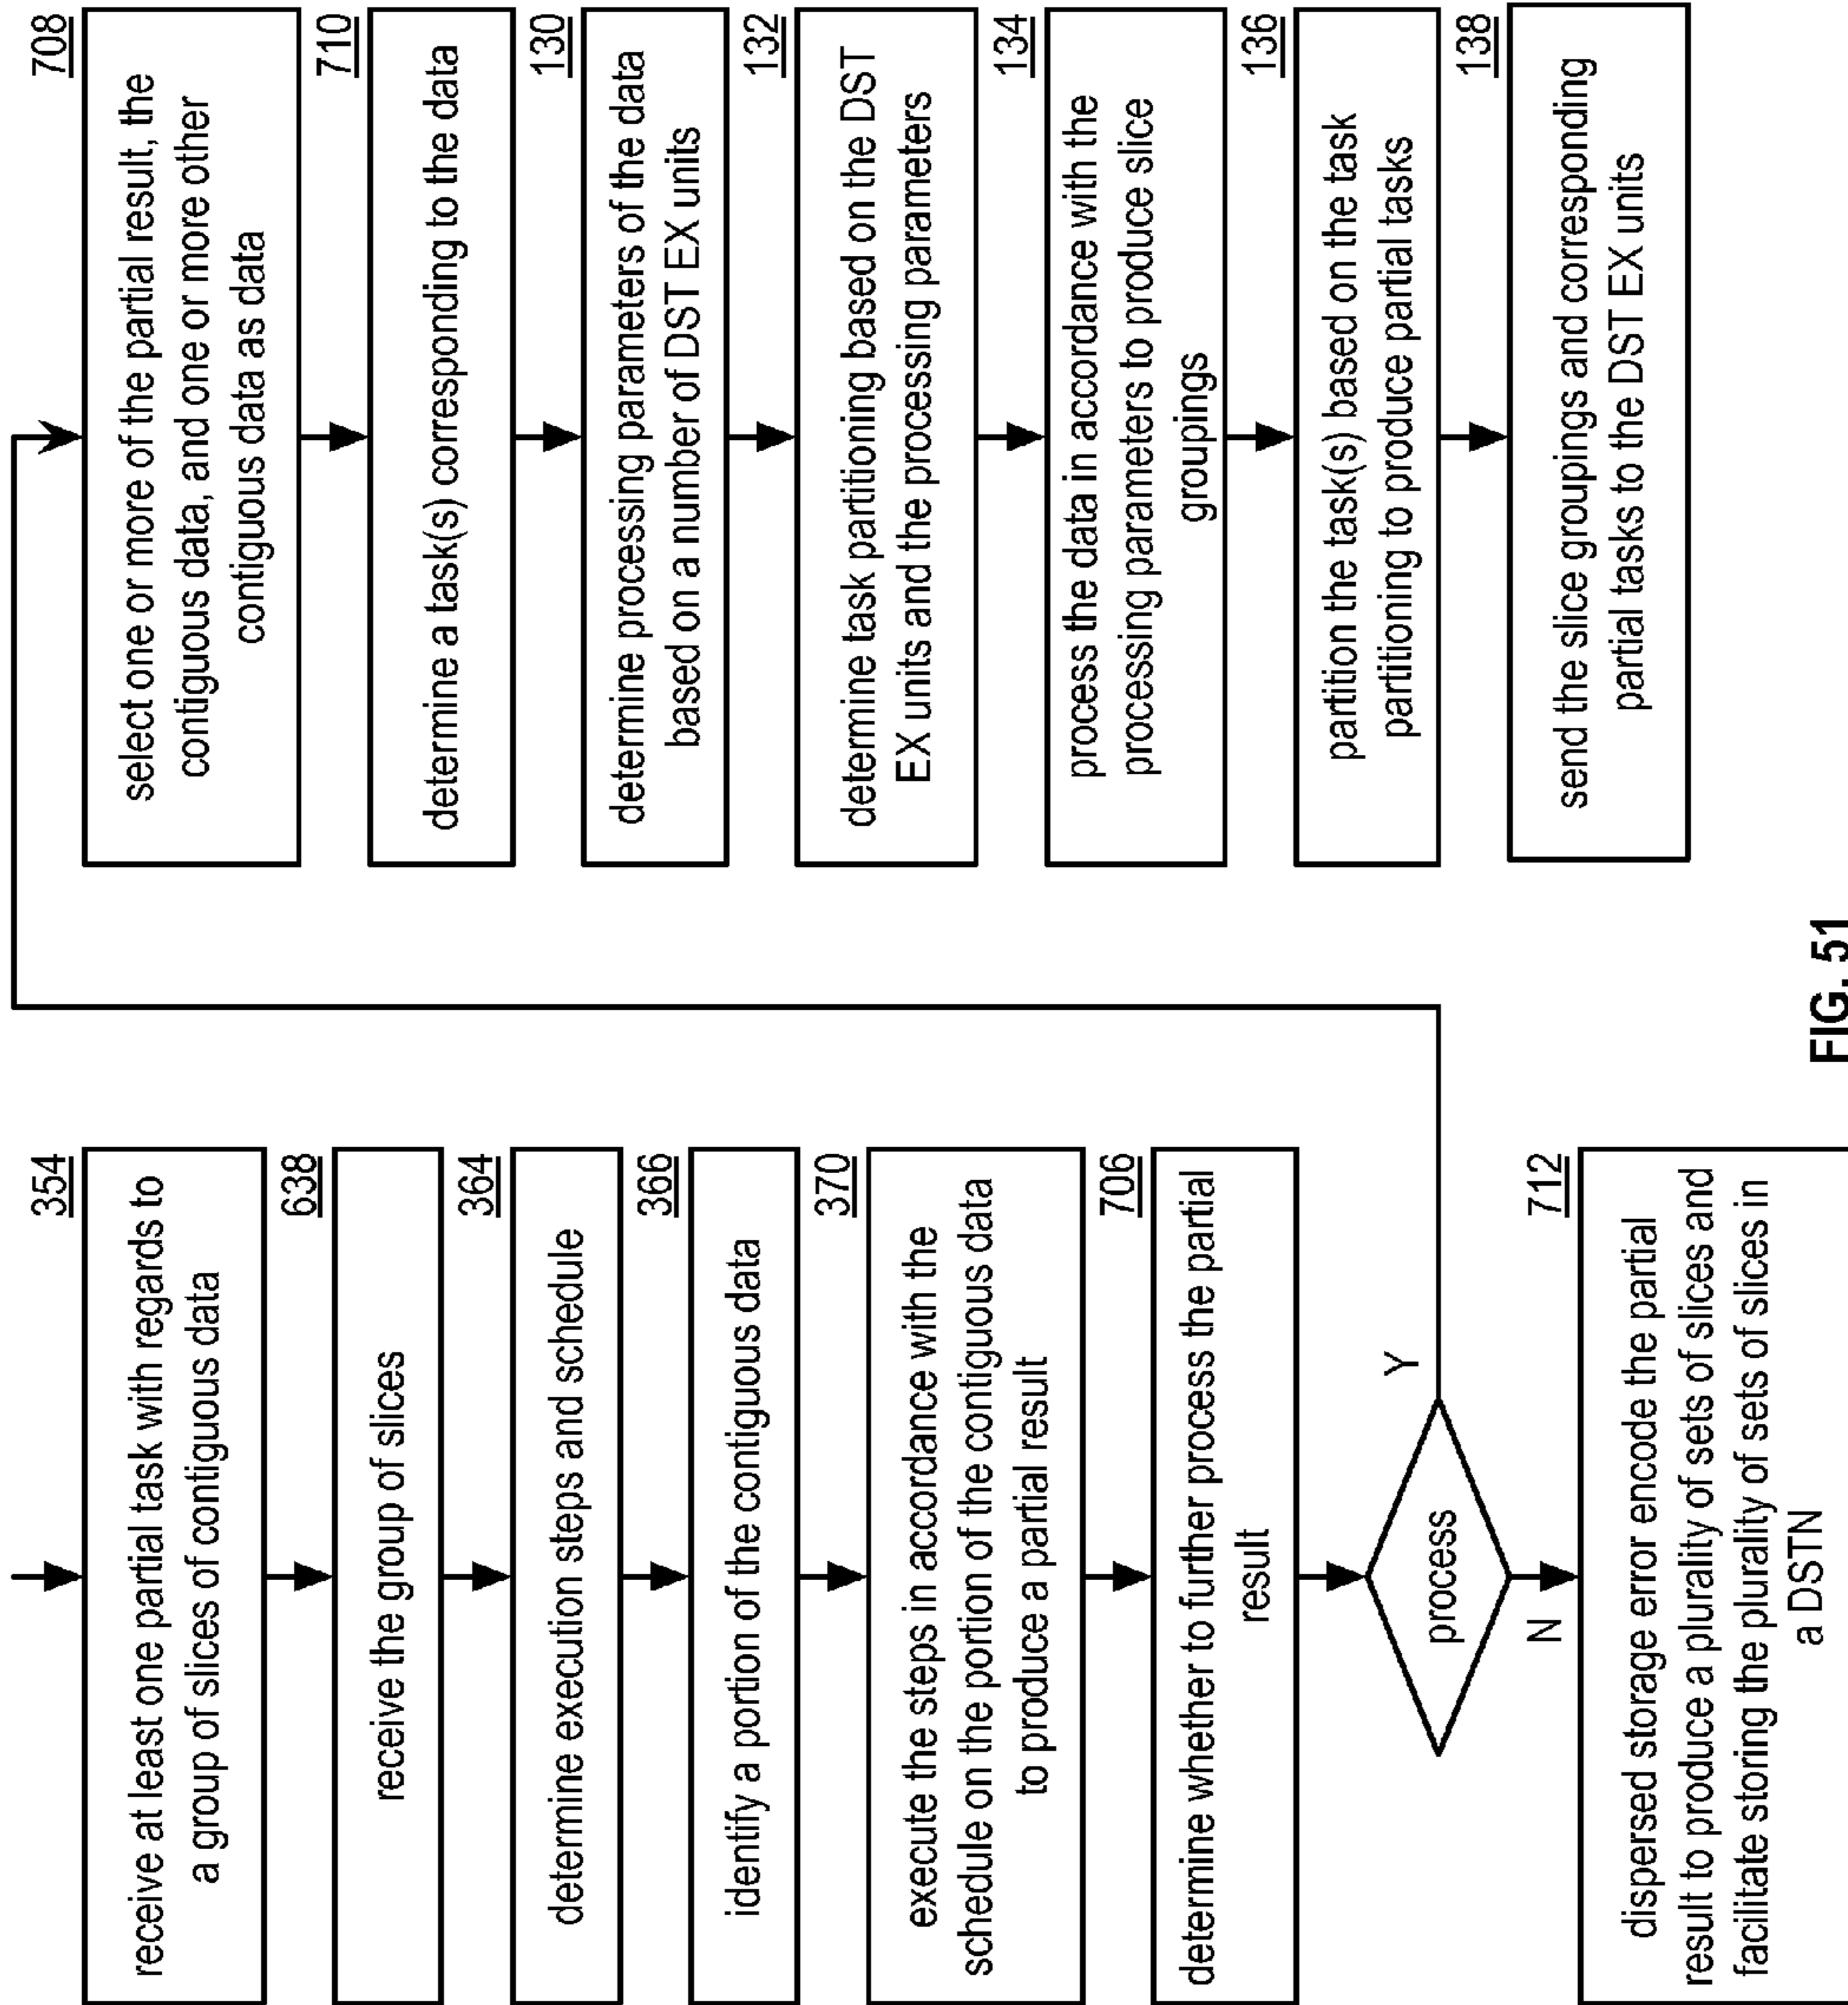 354
receive at least one partial task with regards to
a group of slices of contiguous data
638
receive the group of slices
364
determine execution steps and schedule
366
identify a portion of the contiguous data
370
execute the steps in accordance with the
schedule on the portion of the contiguous data
to produce a partial result
706
determine whether to further process the partial
result
process
Y
N
712
dispersed storage error encode the partial
result to produce a plurality of sets of slices and
facilitate storing the plurality of sets of slices in
a DSTN
708
select one or more of the partial result, the
contiguous data, and one or more other
contiguous data as data
710
determine a task(s) corresponding to the data
130
determine processing parameters of the data
based on a number of DST EX units
132
determine task partitioning based on the DST
EX units and the processing parameters
134
process the data in accordance with the
processing parameters to produce slice
groupings
136
partition the task(s) based on the task
partitioning to produce partial tasks
138
send the slice groupings and corresponding
partial tasks to the DST EX units
FIG. 51